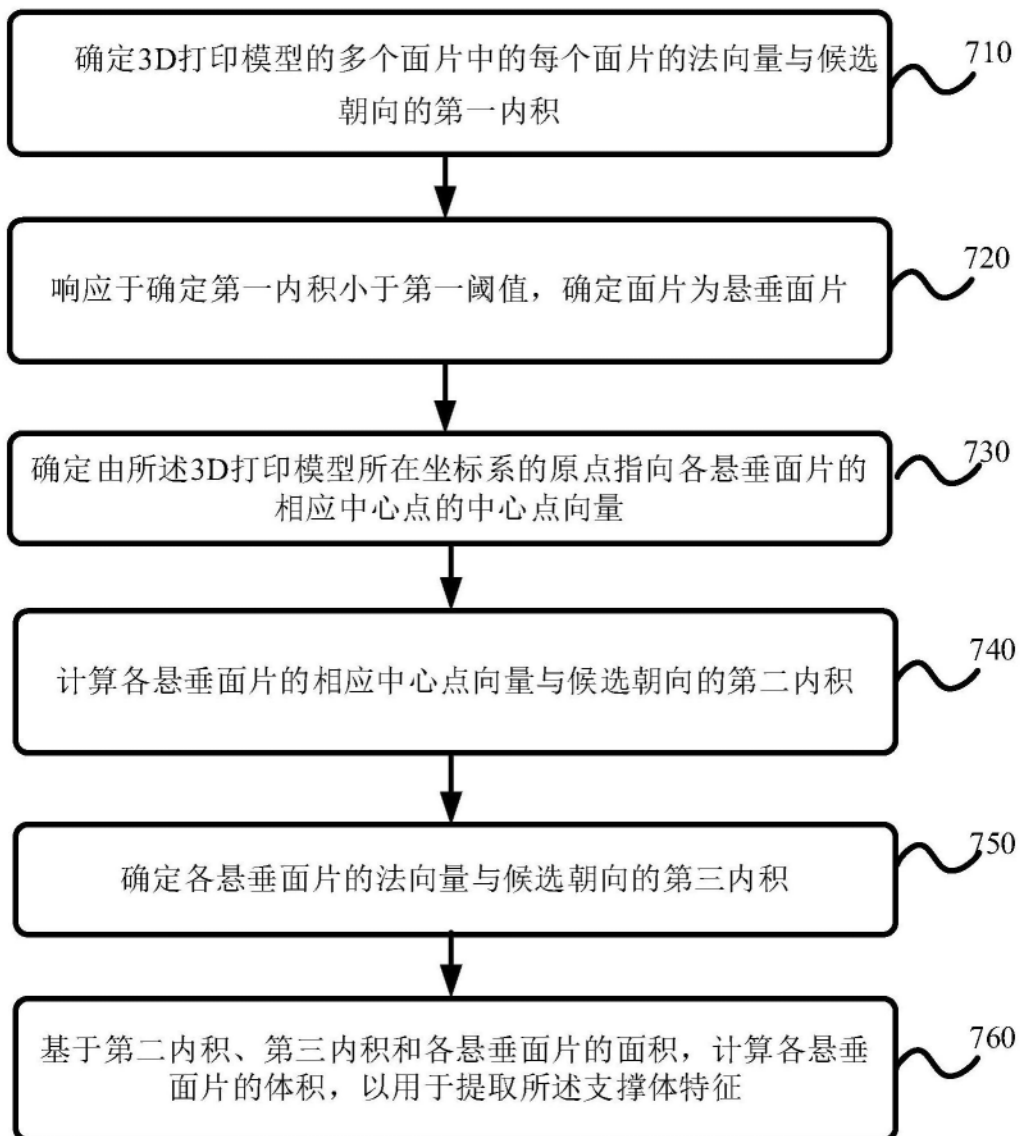 确定3D打印模型的多个面片中的每个面片的法向量与候选
朝向的第一内积
710
响应于确定第一内积小于第一阈值，确定面片为悬垂面片
720
确定由所述3D打印模型所在坐标系的原点指向各悬垂面片的
相应中心点的中心点向量
730
计算各悬垂面片的相应中心点向量与候选朝向的第二内积
740
确定各悬垂面片的法向量与候选朝向的第三内积
750
基于第二内积、第三内积和各悬垂面片的面积，计算各悬垂
面片的体积，以用于提取所述支撑体特征
760